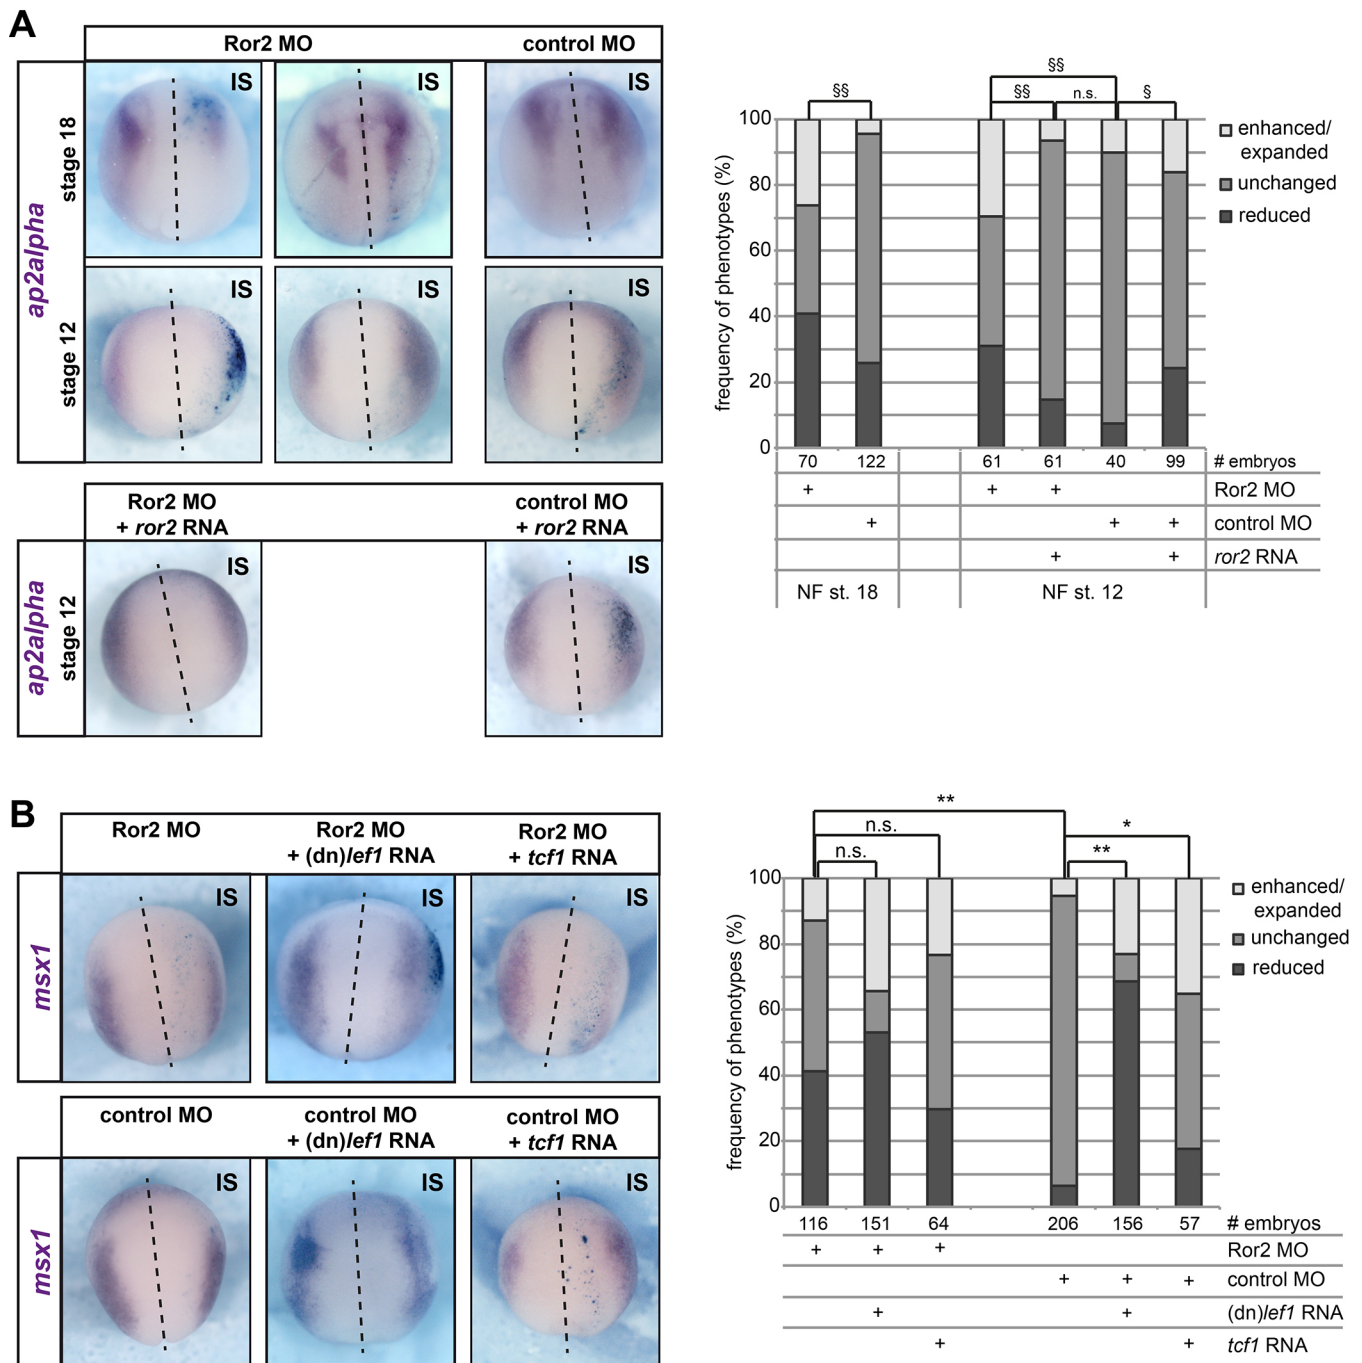 A
Ror2 MO
control MO
ap2alpha
stage 18
IS
IS
IS
stage 12
IS
IS
IS
Ror2 MO
+ ror2 RNA
control MO
+ ror2 RNA
ap2alpha
stage 12
IS
IS
§§
§§
§§
n.s.
§
frequency of phenotypes (%)
100
80
60
40
20
0
enhanced/
expanded
unchanged
reduced
70 122 61 61 40 99 # embryos
+ + + Ror2 MO
+ + + control MO
+ + ror2 RNA
NF st. 18 NF st. 12
B
Ror2 MO
Ror2 MO
+ (dn)lef1 RNA
Ror2 MO
+ tcf1 RNA
msx1
IS
IS
IS
control MO
control MO
+ (dn)lef1 RNA
control MO
+ tcf1 RNA
msx1
IS
IS
IS
**
n.s.
n.s.
*
**
frequency of phenotypes (%)
100
80
60
40
20
0
enhanced/
expanded
unchanged
reduced
116 151 64 206 156 57 # embryos
+ + + Ror2 MO
+ + + control MO
+ + (dn)lef1 RNA
+ + tcf1 RNA